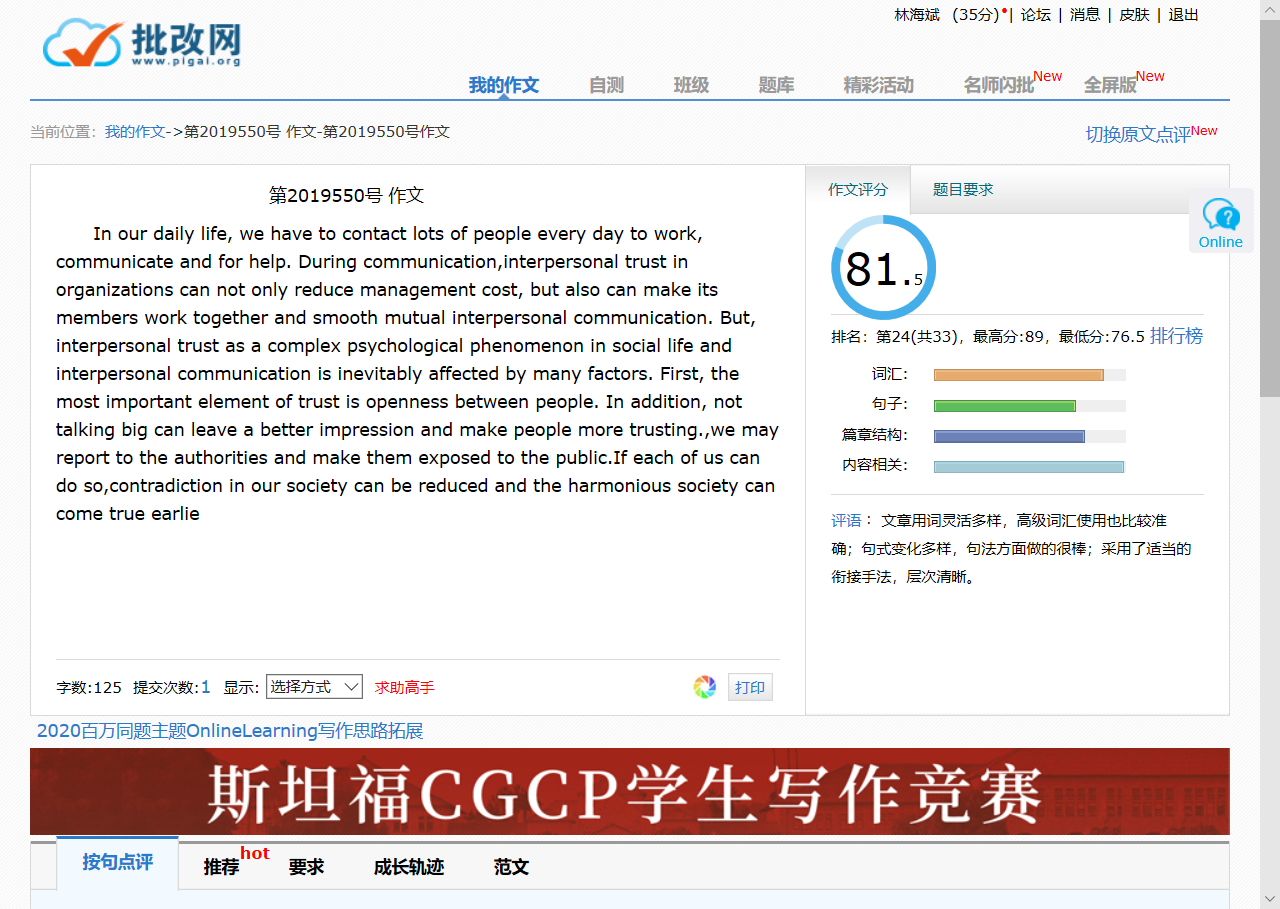 批改网
www.pigai.org
林海斌 (35分) | 论坛 | 消息 | 皮肤 | 退出
我的作文 自测 班级 题库 精彩活动 名师闪批New 全屏版New
当前位置：我的作文->第2019550号 作文-第2019550号作文
切换原文点评New
第2019550号 作文
In our daily life, we have to contact lots of people every day to work,
communicate and for help. During communication,interpersonal trust in
organizations can not only reduce management cost, but also can make its
members work together and smooth mutual interpersonal communication. But,
interpersonal trust as a complex psychological phenomenon in social life and
interpersonal communication is inevitably affected by many factors. First, the
most important element of trust is openness between people. In addition, not
talking big can leave a better impression and make people more trusting.,we may
report to the authorities and make them exposed to the public.If each of us can
do so,contradiction in our society can be reduced and the harmonious society can
come true earlie
字数:125 提交次数:1 显示: 选择方式 求助高手
打印
作文评分 题目要求
Online
81.5
排名：第24(共33)，最高分:89，最低分:76.5 排行榜
词汇:
句子:
篇章结构:
内容相关:
评语： 文章用词灵活多样，高级词汇使用也比较准
确；句式变化多样，句法方面做的很棒；采用了适当的
衔接手法，层次清晰。
2020百万同题主题OnlineLearning写作思路拓展
斯坦福CGCP学生写作竞赛
按句点评 推荐hot 要求 成长轨迹 范文